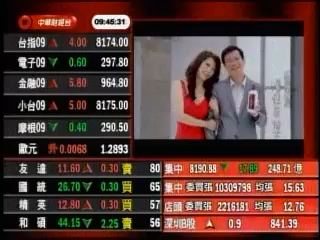 中華財經台 09:45:31
台指09 ▲ 4.00 8174.00
電子09 ▼ 0.60 297.80
金融09 ▲ 5.80 964.80
小台09 ▲ 5.00 8175.00
摩根09 ▲ 0.40 290.50
歐元 升 0.0068 1.2893
友達 11.60 ▲ 0.30 賣 80
國統 26.70 ▼ 0.30 買 65
精英 12.80 ▲ 0.30 買 57
和碩 44.15 ▼ 2.25 賣 56
集中 8190.88 ▼ 248.71 億
集中 委買張 10309798 均張 15.63
店頭 委賣張 2216181 均張 12.76
深圳B股 ▲ 0.9 841.39